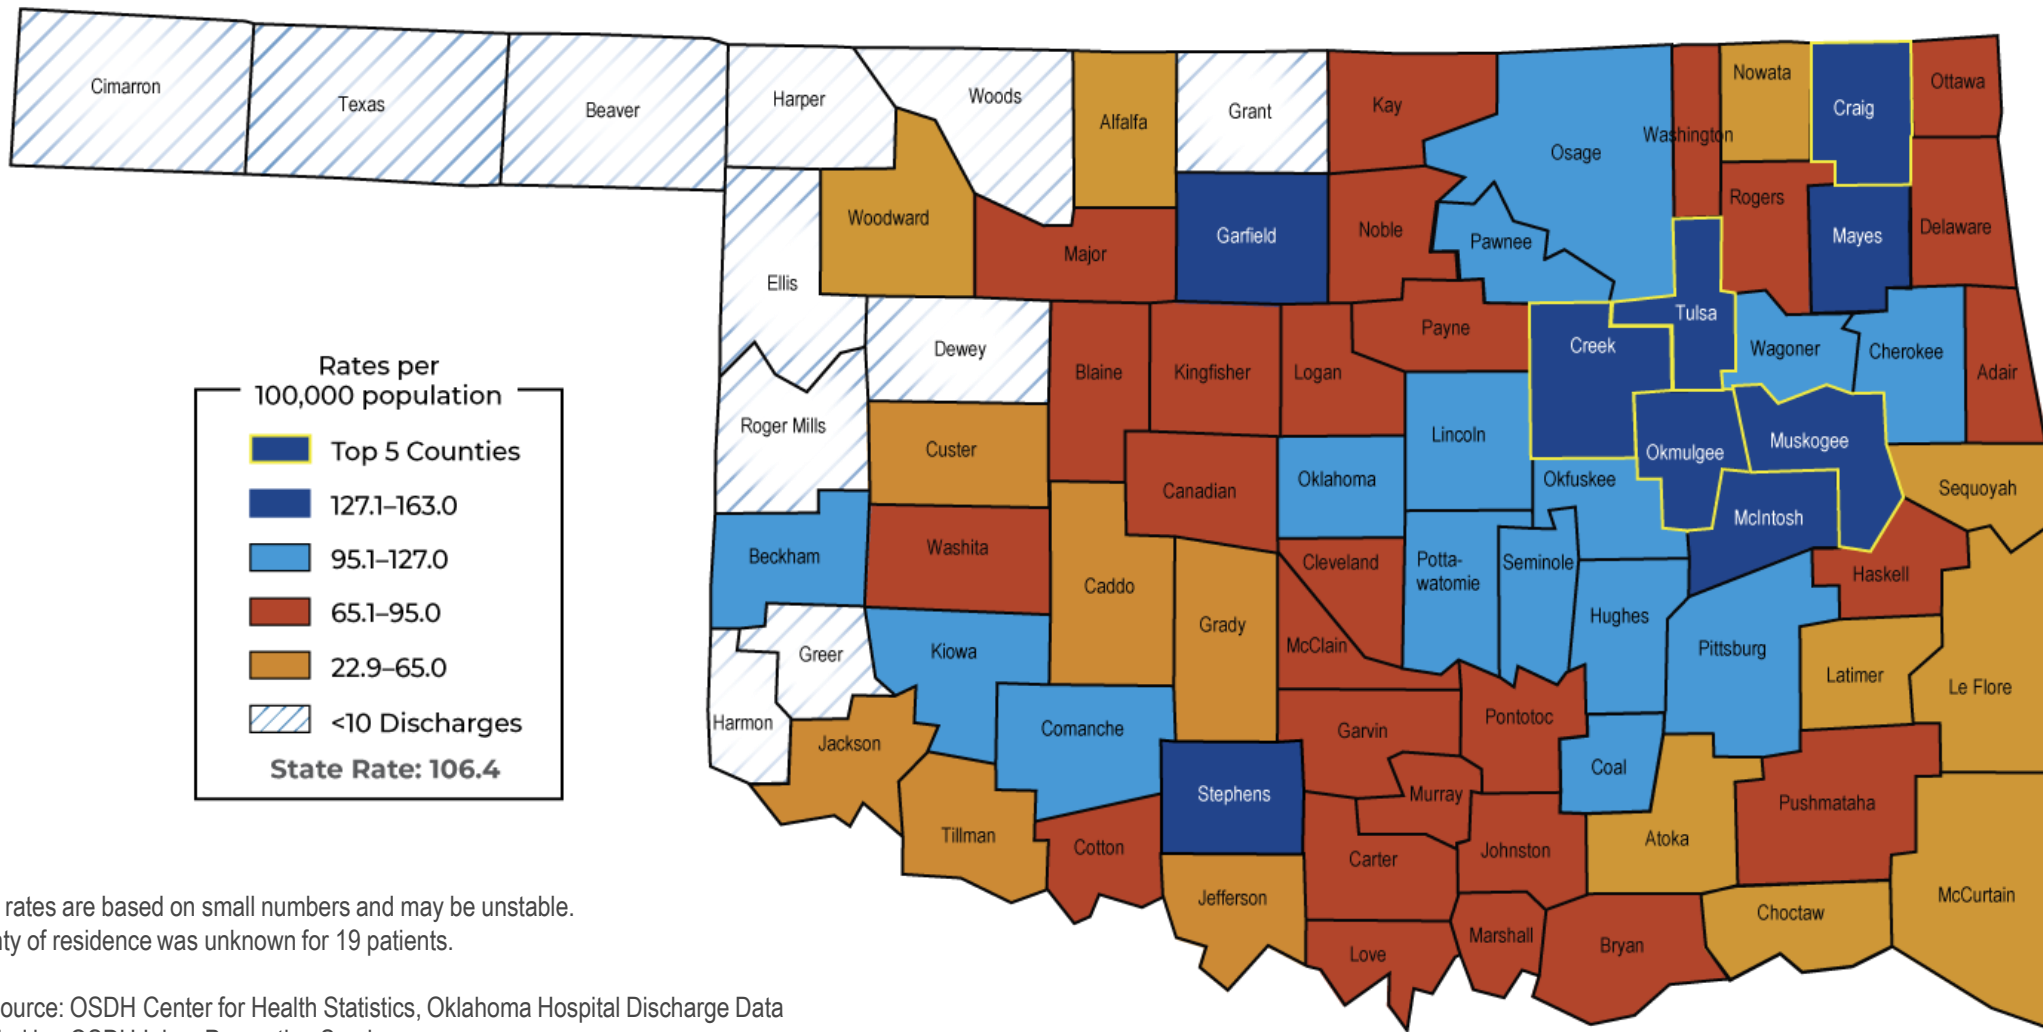 Cimarron
Texas
Beaver
Harper
Woods
Alfalfa
Grant
Kay
Osage
Washington
Nowata
Craig
Ottawa
Woodward
Ellis
Major
Garfield
Noble
Pawnee
Rogers
Mayes
Delaware
Dewey
Blaine
Kingfisher
Logan
Payne
Creek
Tulsa
Wagoner
Cherokee
Adair
Roger Mills
Custer
Canadian
Oklahoma
Lincoln
Okfuskee
Okmulgee
Muskogee
McIntosh
Sequoyah
Beckham
Washita
Caddo
Grady
Cleveland
McClain
Potta-
watomie
Seminole
Hughes
Pittsburg
Haskell
Latimer
Le Flore
Greer
Kiowa
Harmon
Jackson
Comanche
Garvin
Pontotoc
Coal
Tillman
Cotton
Stephens
Murray
Carter
Johnston
Atoka
Pushmataha
Jefferson
Love
Marshall
Bryan
Choctaw
McCurtain
Rates per
100,000 population
Top 5 Counties
127.1–163.0
95.1–127.0
65.1–95.0
22.9–65.0
<10 Discharges
State Rate: 106.4
rates are based on small numbers and may be unstable.
of residence was unknown for 19 patients.
OSDH Center for Health Statistics, Oklahoma Hospital Discharge Data